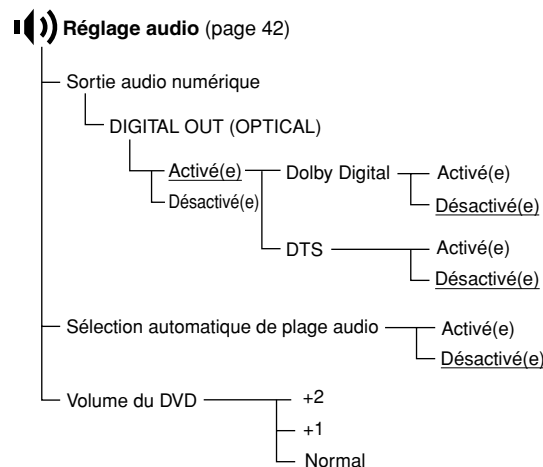 Réglage audio (page 42)
Sortie audio numérique
DIGITAL OUT (OPTICAL)
Activé(e) Dolby Digital Activé(e)
Désactivé(e) Désactivé(e)
DTS Activé(e)
Désactivé(e)
Sélection automatique de plage audio Activé(e)
Désactivé(e)
Volume du DVD +2
+1
Normal